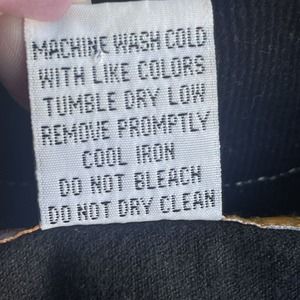 MACHINE WASH COLD
WITH LIKE COLORS
TUMBLE DRY LOW
REMOVE PROMPTLY
COOL IRON
DO NOT BLEACH
DO NOT DRY CLEAN